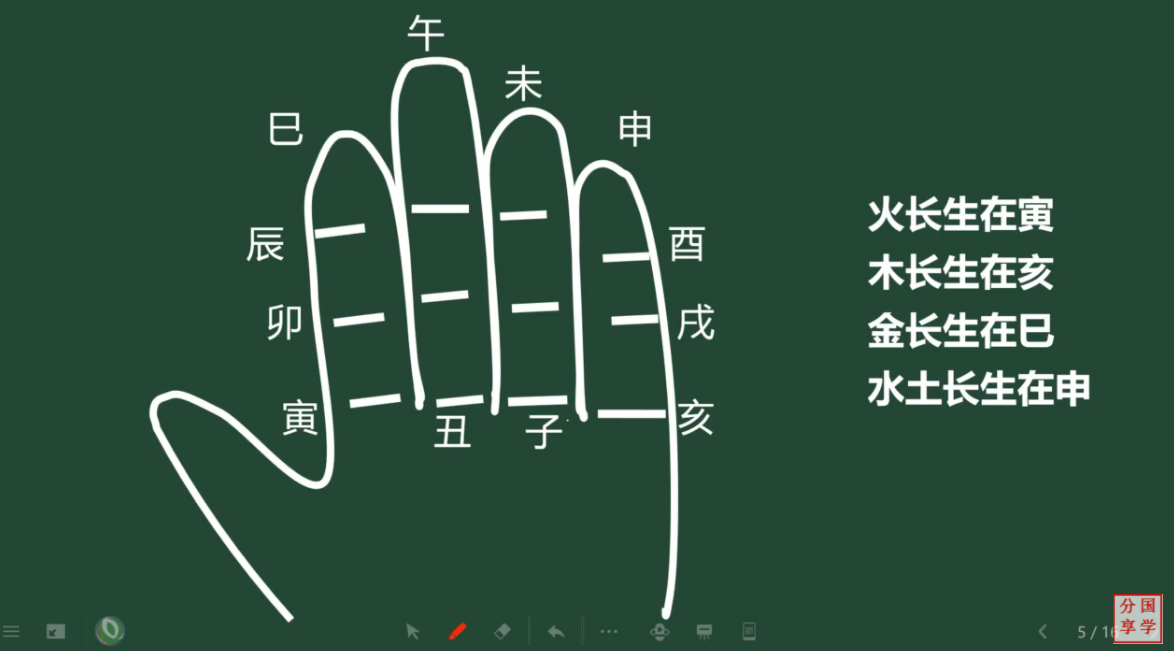 午
未
巳
申
辰
酉
卯
戌
寅
丑
子
亥
火长生在寅
木长生在亥
金长生在巳
水土长生在申
5 / 16
分国
享学